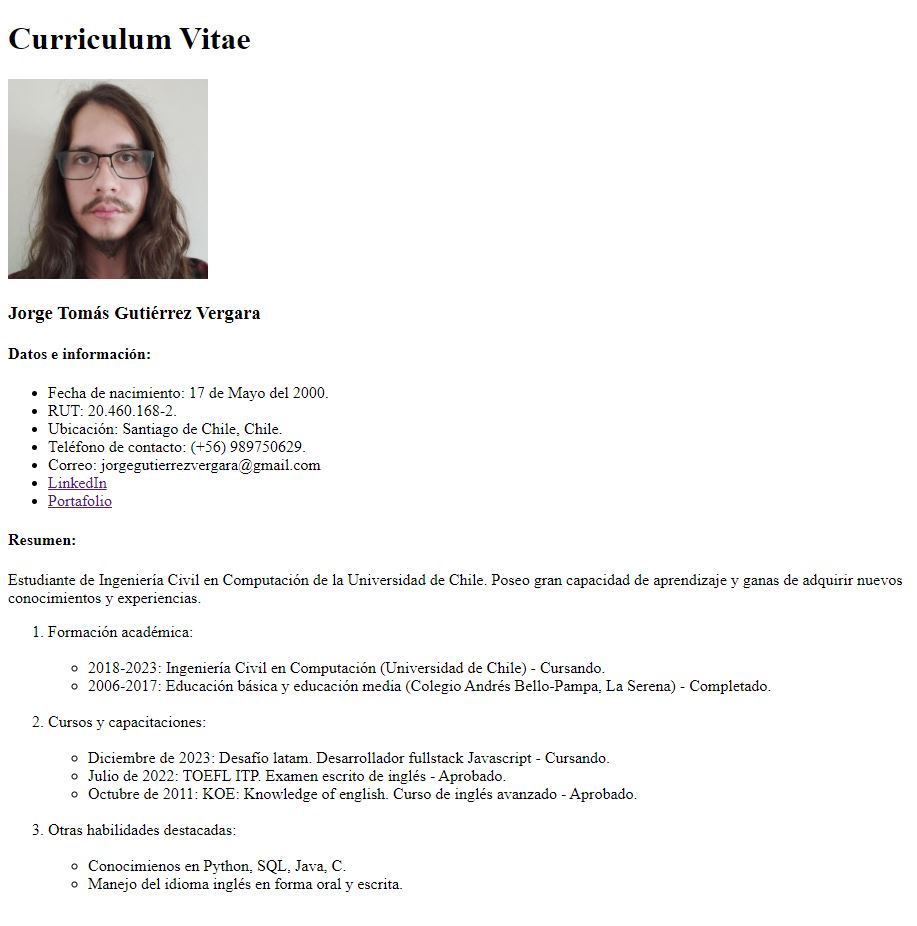 Curriculum Vitae
Jorge Tomás Gutiérrez Vergara
Datos e información:
• Fecha de nacimiento: 17 de Mayo del 2000.
• RUT: 20.460.168-2.
• Ubicación: Santiago de Chile, Chile.
• Teléfono de contacto: (+56) 989750629.
• Correo: jorgegutierrezvergara@gmail.com
• LinkedIn
• Portafolio
Resumen:
Estudiante de Ingeniería Civil en Computación de la Universidad de Chile. Poseo gran capacidad de aprendizaje y ganas de adquirir nuevos
conocimientos y experiencias.
1. Formación académica:
◦ 2018-2023: Ingeniería Civil en Computación (Universidad de Chile) - Cursando.
◦ 2006-2017: Educación básica y educación media (Colegio Andrés Bello-Pampa, La Serena) - Completado.
2. Cursos y capacitaciones:
◦ Diciembre de 2023: Desafío latam. Desarrollador fullstack Javascript - Cursando.
◦ Julio de 2022: TOEFL ITP. Examen escrito de inglés - Aprobado.
◦ Octubre de 2011: KOE: Knowledge of english. Curso de inglés avanzado - Aprobado.
3. Otras habilidades destacadas:
◦ Conocimienos en Python, SQL, Java, C.
◦ Manejo del idioma inglés en forma oral y escrita.